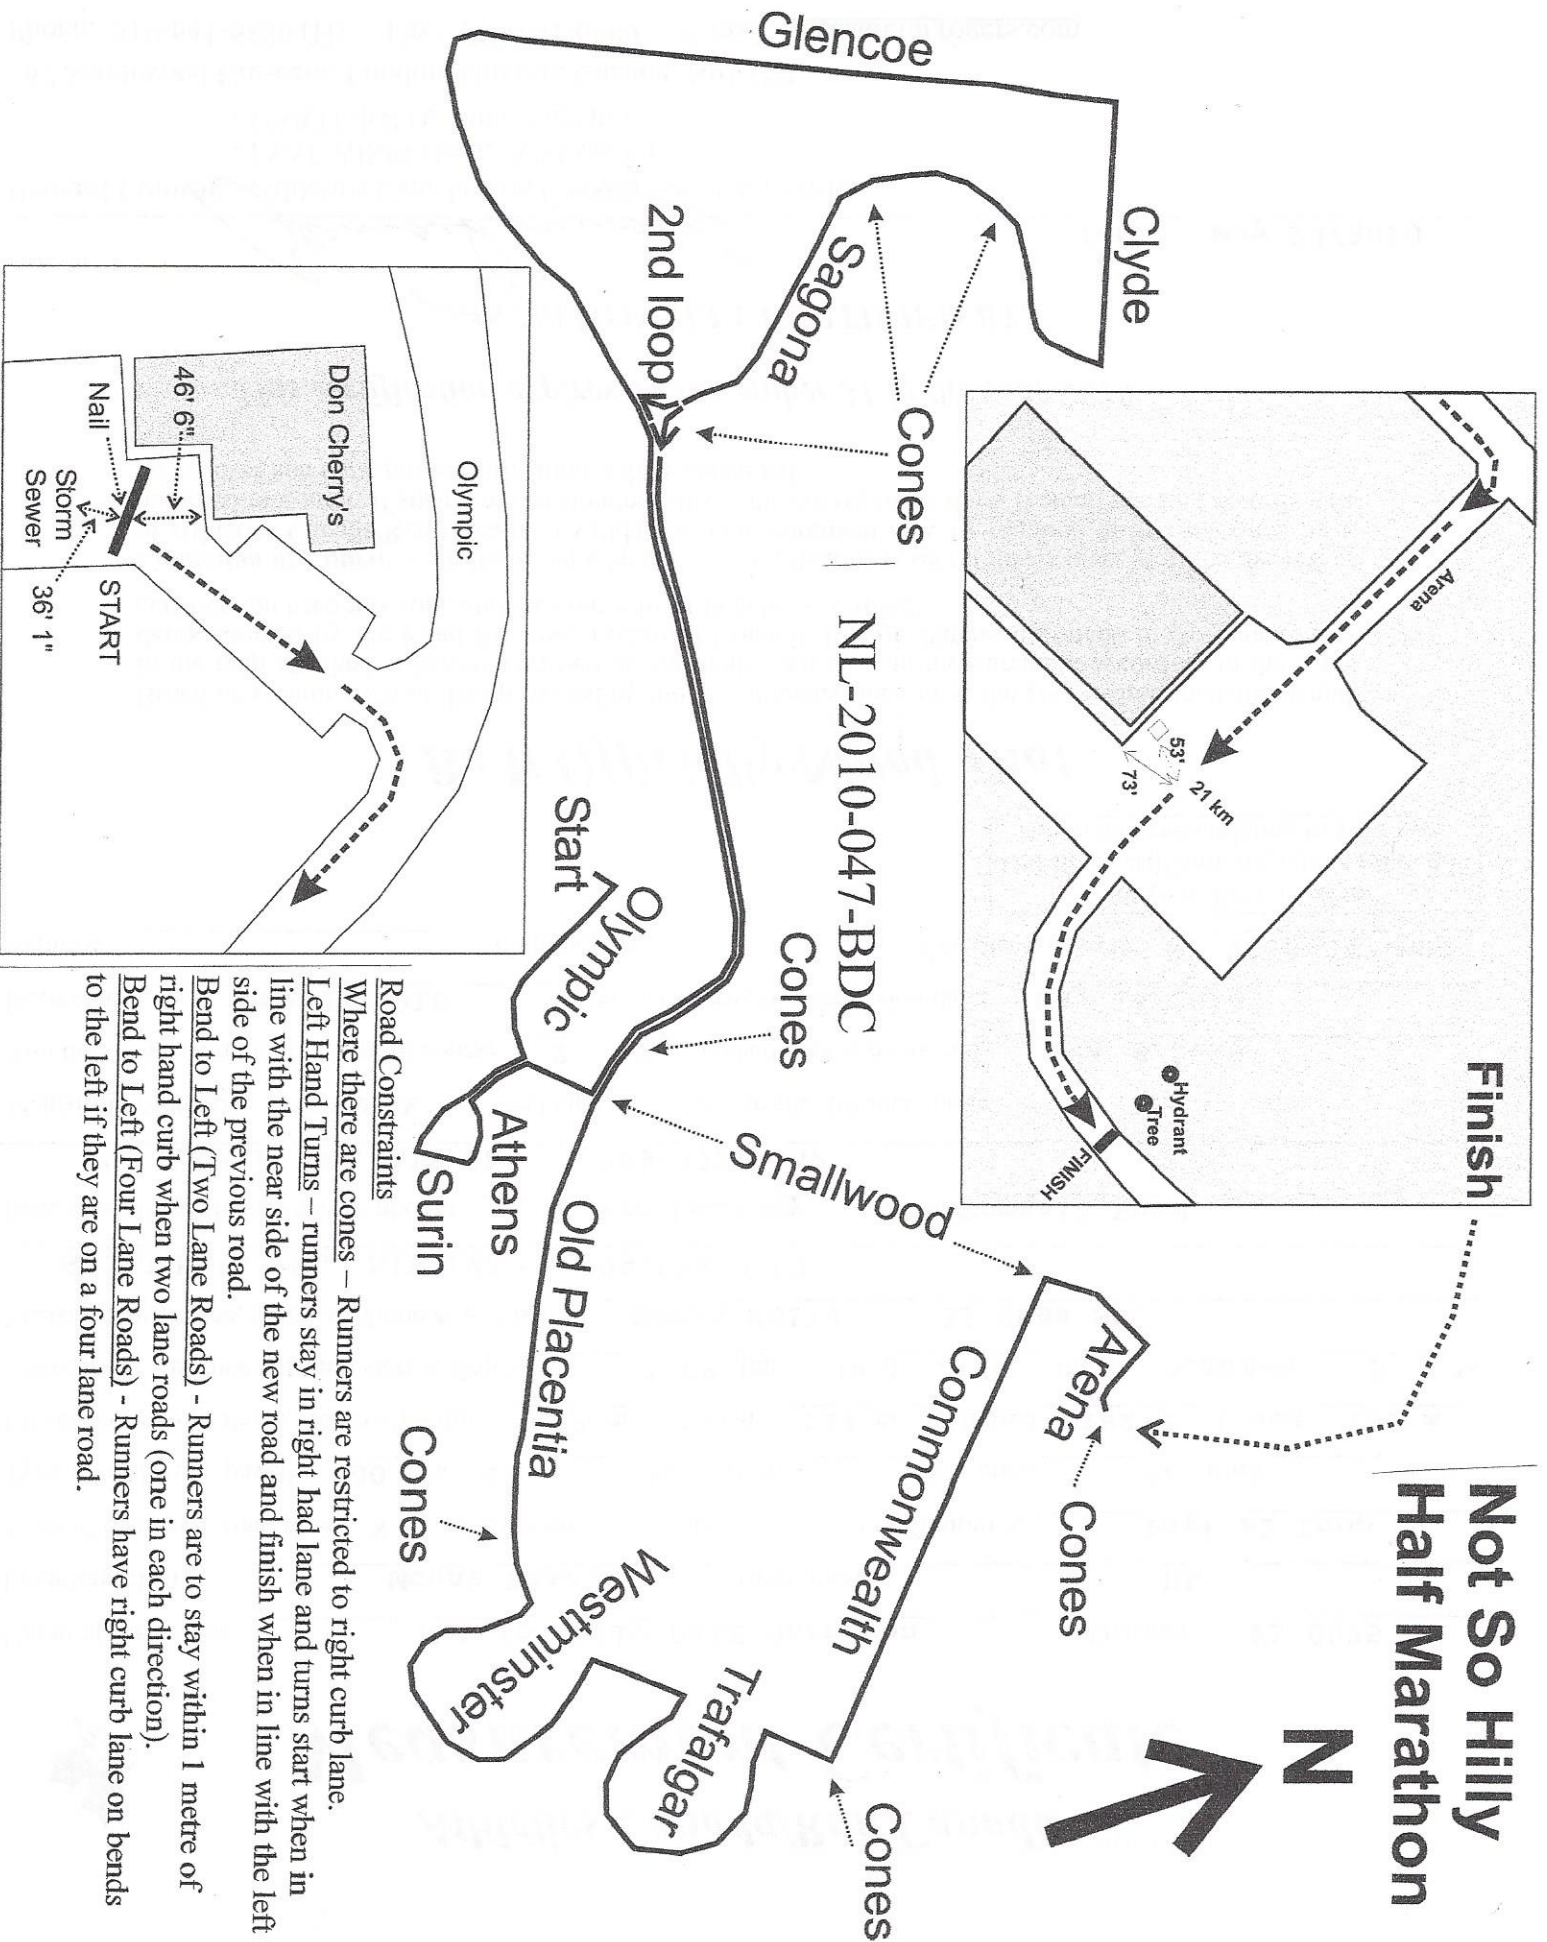 Not So Hilly
Half Marathon
N
Finish
Arena
53'
73'
21 km
Hydrant
Tree
FINISH
NL-2010-047-BDC
Glencoe
Clyde
Sagona
Cones
2nd loop
Cones
Smallwood
Arena
Cones
Commonwealth
Cones
Start
Olympic
Athens
Surin
Old Placentia
Cones
Westminster
Trafalgar
Olympic
Don Cherry's
46' 6"
Nail
START
Storm
Sewer
36' 1"
Road Constraints
Where there are cones – Runners are restricted to right curb lane.
Left Hand Turns – runners stay in right had lane and turns start when in
line with the near side of the new road and finish when in line with the left
side of the previous road.
Bend to Left (Two Lane Roads) - Runners are to stay within 1 metre of
right hand curb when two lane roads (one in each direction).
Bend to Left (Four Lane Roads) - Runners have right curb lane on bends
to the left if they are on a four lane road.